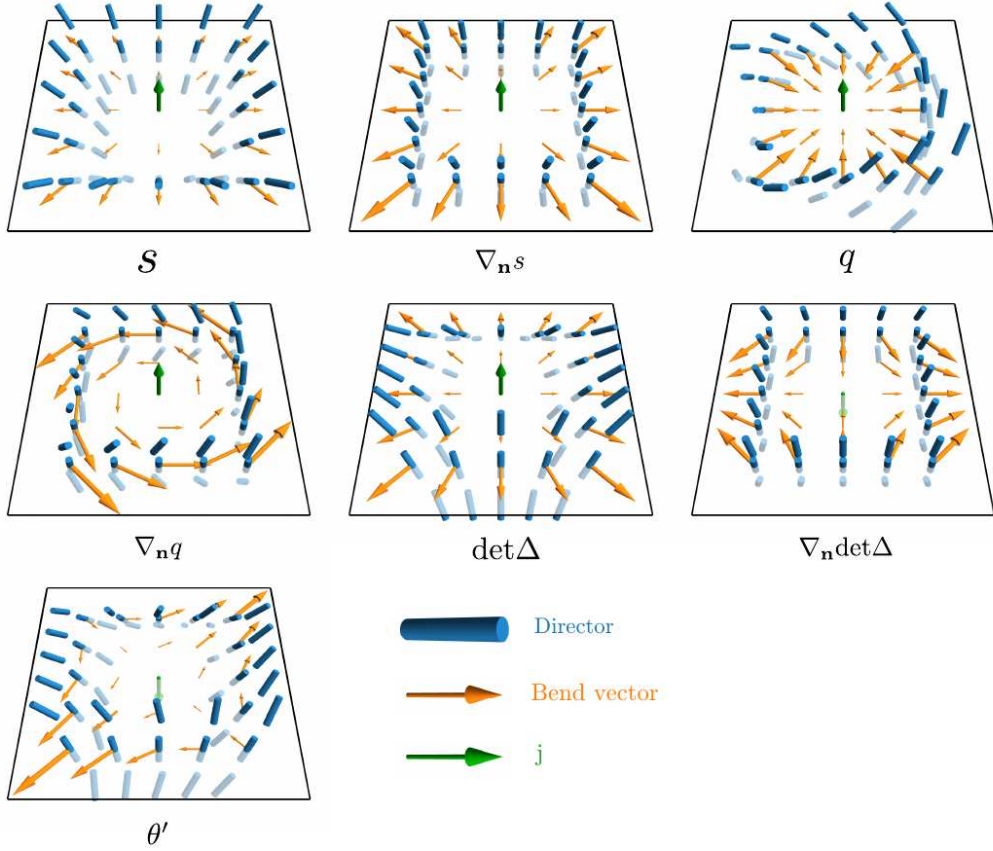 s
∇ₙs
q
∇ₙq
detΔ
∇ₙdetΔ
θ′
Director
Bend vector
j